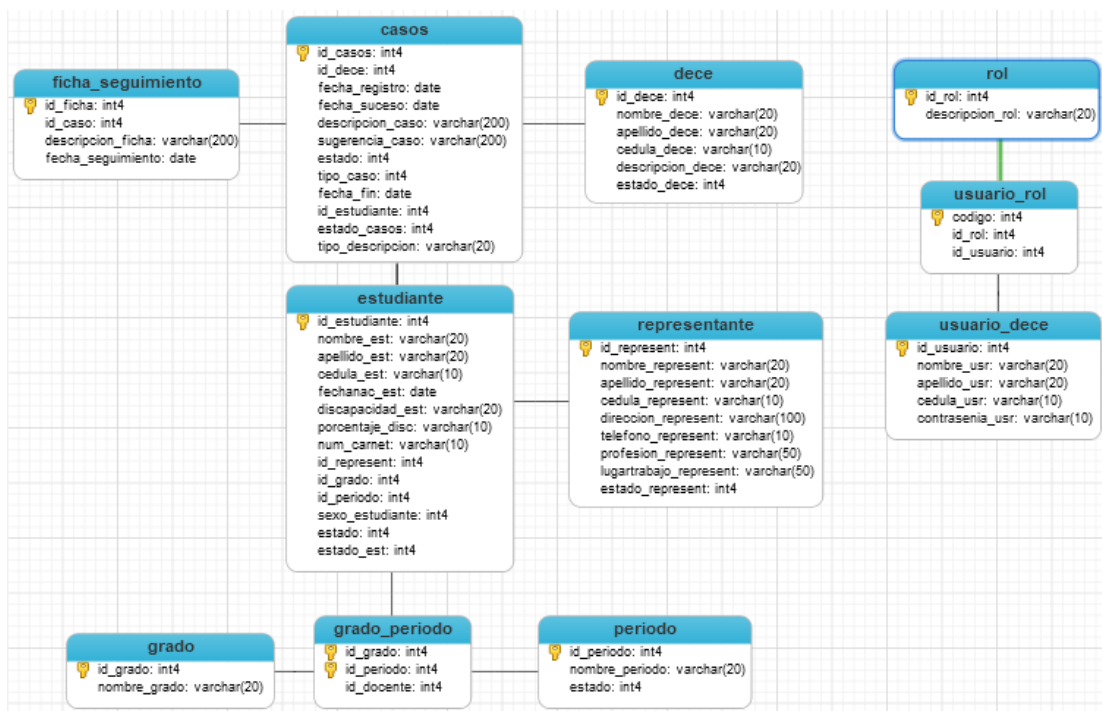 casos
id_casos: int4
id_dece: int4
fecha_registro: date
fecha_suceso: date
descripcion_caso: varchar(200)
sugerencia_caso: varchar(200)
estado: int4
tipo_caso: int4
fecha_fin: date
id_estudiante: int4
estado_casos: int4
tipo_descripcion: varchar(20)
ficha_seguimiento
id_ficha: int4
id_caso: int4
descripcion_ficha: varchar(200)
fecha_seguimiento: date
dece
id_dece: int4
nombre_dece: varchar(20)
apellido_dece: varchar(20)
cedula_dece: varchar(10)
descripcion_dece: varchar(20)
estado_dece: int4
rol
id_rol: int4
descripcion_rol: varchar(20)
usuario_rol
codigo: int4
id_rol: int4
id_usuario: int4
estudiante
id_estudiante: int4
nombre_est: varchar(20)
apellido_est: varchar(20)
cedula_est: varchar(10)
fechanac_est: date
discapacidad_est: varchar(20)
porcentaje_disc: varchar(10)
num_carnet: varchar(10)
id_represent: int4
id_grado: int4
id_periodo: int4
sexo_estudiante: int4
estado: int4
estado_est: int4
representante
id_represent: int4
nombre_represent: varchar(20)
apellido_represent: varchar(20)
cedula_represent: varchar(10)
direccion_represent: varchar(100)
telefono_represent: varchar(10)
profesion_represent: varchar(50)
lugartrabajo_represent: varchar(50)
estado_represent: int4
usuario_dece
id_usuario: int4
nombre_usr: varchar(20)
apellido_usr: varchar(20)
cedula_usr: varchar(10)
contrasenia_usr: varchar(10)
grado
id_grado: int4
nombre_grado: varchar(20)
grado_periodo
id_grado: int4
id_periodo: int4
id_docente: int4
periodo
id_periodo: int4
nombre_periodo: varchar(20)
estado: int4